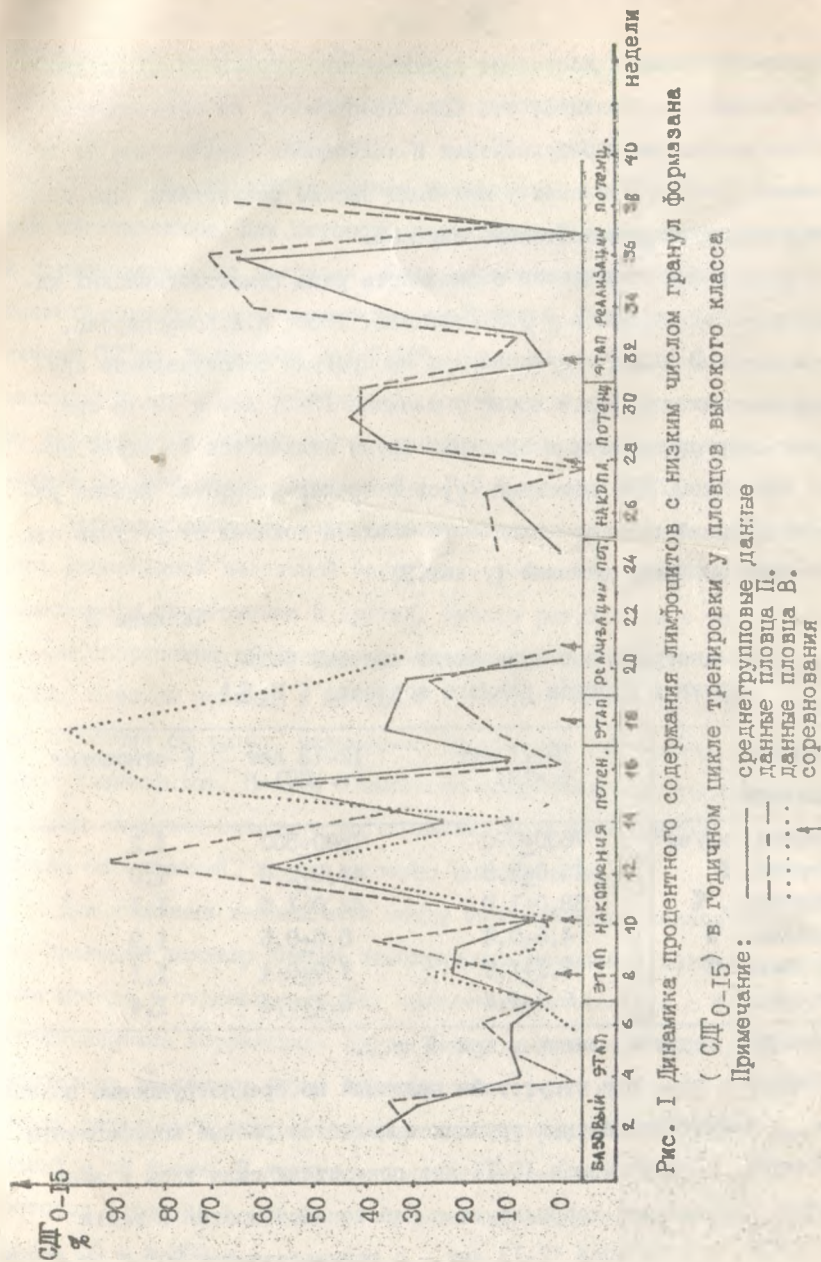 СДГ 0-15
%
90
80
70
60
50
40
30
20
10
0
БАЗОВЫЙ ЭТАП ЭТАП НАКОПЛЕНИЯ ПОТЕН. ЭТАП РЕАЛИЗАЦИИ ПОТ. НАКОПЛ. ПОТЕНЦ ЭТАП РЕАЛИЗАЦИИ ПОТЕНЦ.
2 4 6 8 10 12 14 16 18 20 22 24 26 28 30 32 34 36 38 40 недели
Рис. I Динамика процентного содержания лимфоцитов с низким числом гранул формазана
( СДГ0-I5) в годичном цикле тренировки у пловцов высокого класса
Примечание: среднегрупповые данные
данные пловца П.
данные пловца В.
соревнования